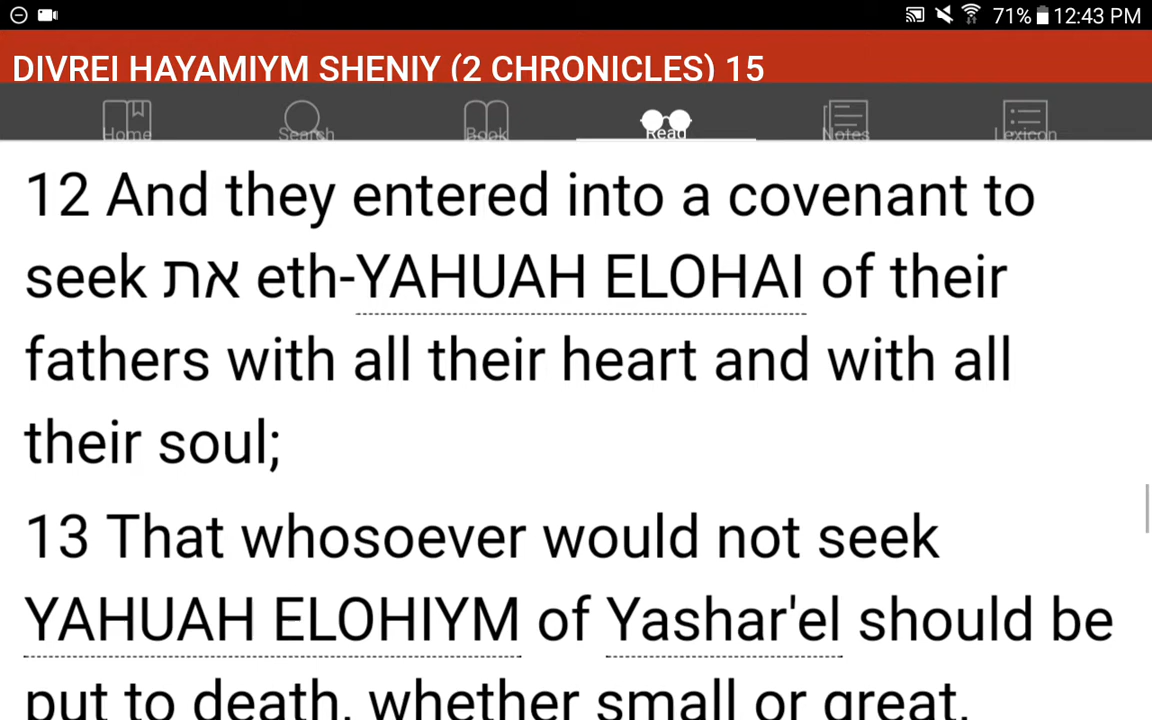 71% 12:43 PM
DIVREI HAYAMIYM SHENIY (2 CHRONICLES) 15
Home Search Book Read Notes Lexicon
12 And they entered into a covenant to
seek את eth-YAHUAH ELOHAI of their
fathers with all their heart and with all
their soul;
13 That whosoever would not seek
YAHUAH ELOHIYM of Yashar'el should be
put to death, whether small or great,